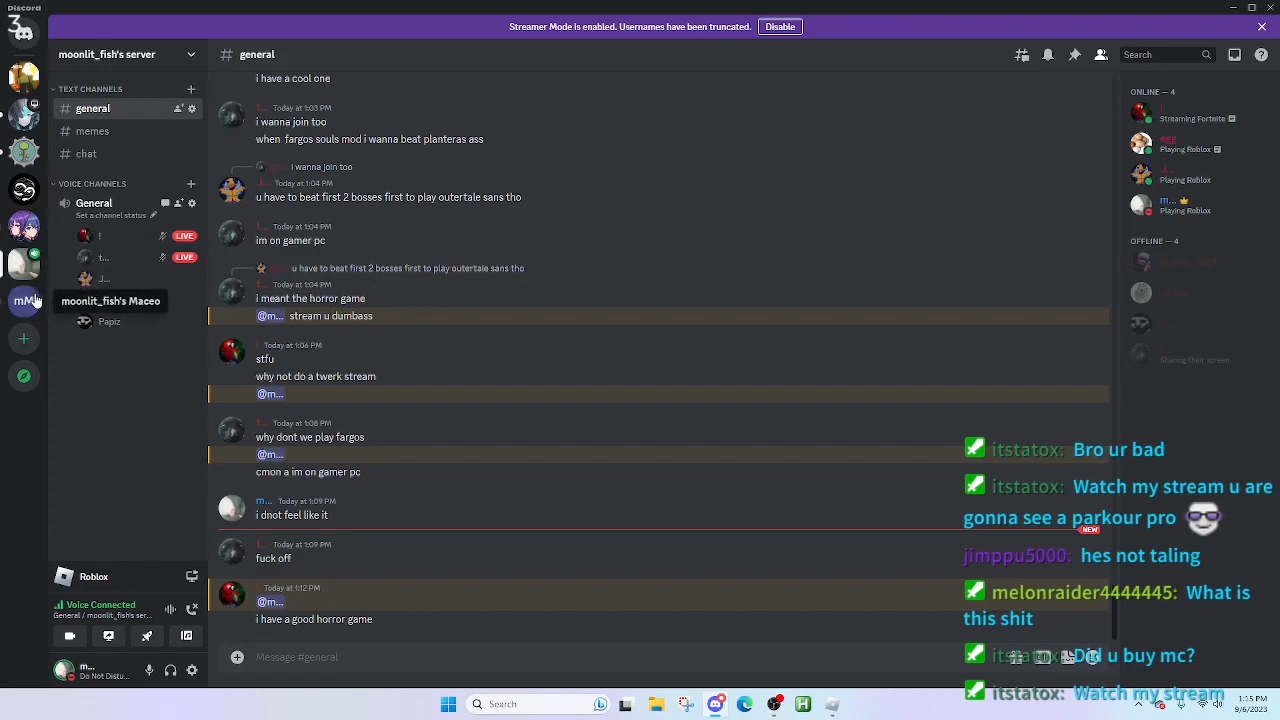 Discord
3
Streamer Mode is enabled. Usernames have been truncated.
Disable
moonlit_fish's server
TEXT CHANNELS
general
memes
chat
VOICE CHANNELS
General
Set a channel status
!
LIVE
t...
LIVE
J...
mM
moonlit_fish's Maceo
Papiz
Roblox
Voice Connected
General / moonlit_fish's ser...
m...
Do Not Distu...
# general
Search
i have a cool one
Today at 1:03 PM
i wanna join too
when fargos souls mod i wanna beat planteras ass
i wanna join too
Today at 1:04 PM
u have to beat first 2 bosses first to play outertale sans tho
Today at 1:04 PM
im on gamer pc
u have to beat first 2 bosses first to play outertale sans tho
Today at 1:04 PM
i meant the horror game
@m... stream u dumbass
Today at 1:06 PM
stfu
why not do a twerk stream
@m...
Today at 1:08 PM
why dont we play fargos
@m...
cnon a im on gamer pc
m... Today at 1:09 PM
i dnot feel like it
NEW
Today at 1:09 PM
fuck off
Today at 1:12 PM
@m...
i have a good horror game
Message #general
ONLINE — 4
Streaming Fortnite
Playing Roblox
Playing Roblox
m...
Playing Roblox
OFFLINE — 4
Sharing their screen
itstatox: Bro ur bad
itstatox: Watch my stream u are
gonna see a parkour pro
jimppu5000: hes not taling
melonraider4444445: What is
this shit
itstatox: Did u buy mc?
itstatox: Watch my stream
Search
1:15 PM
9/6/2023